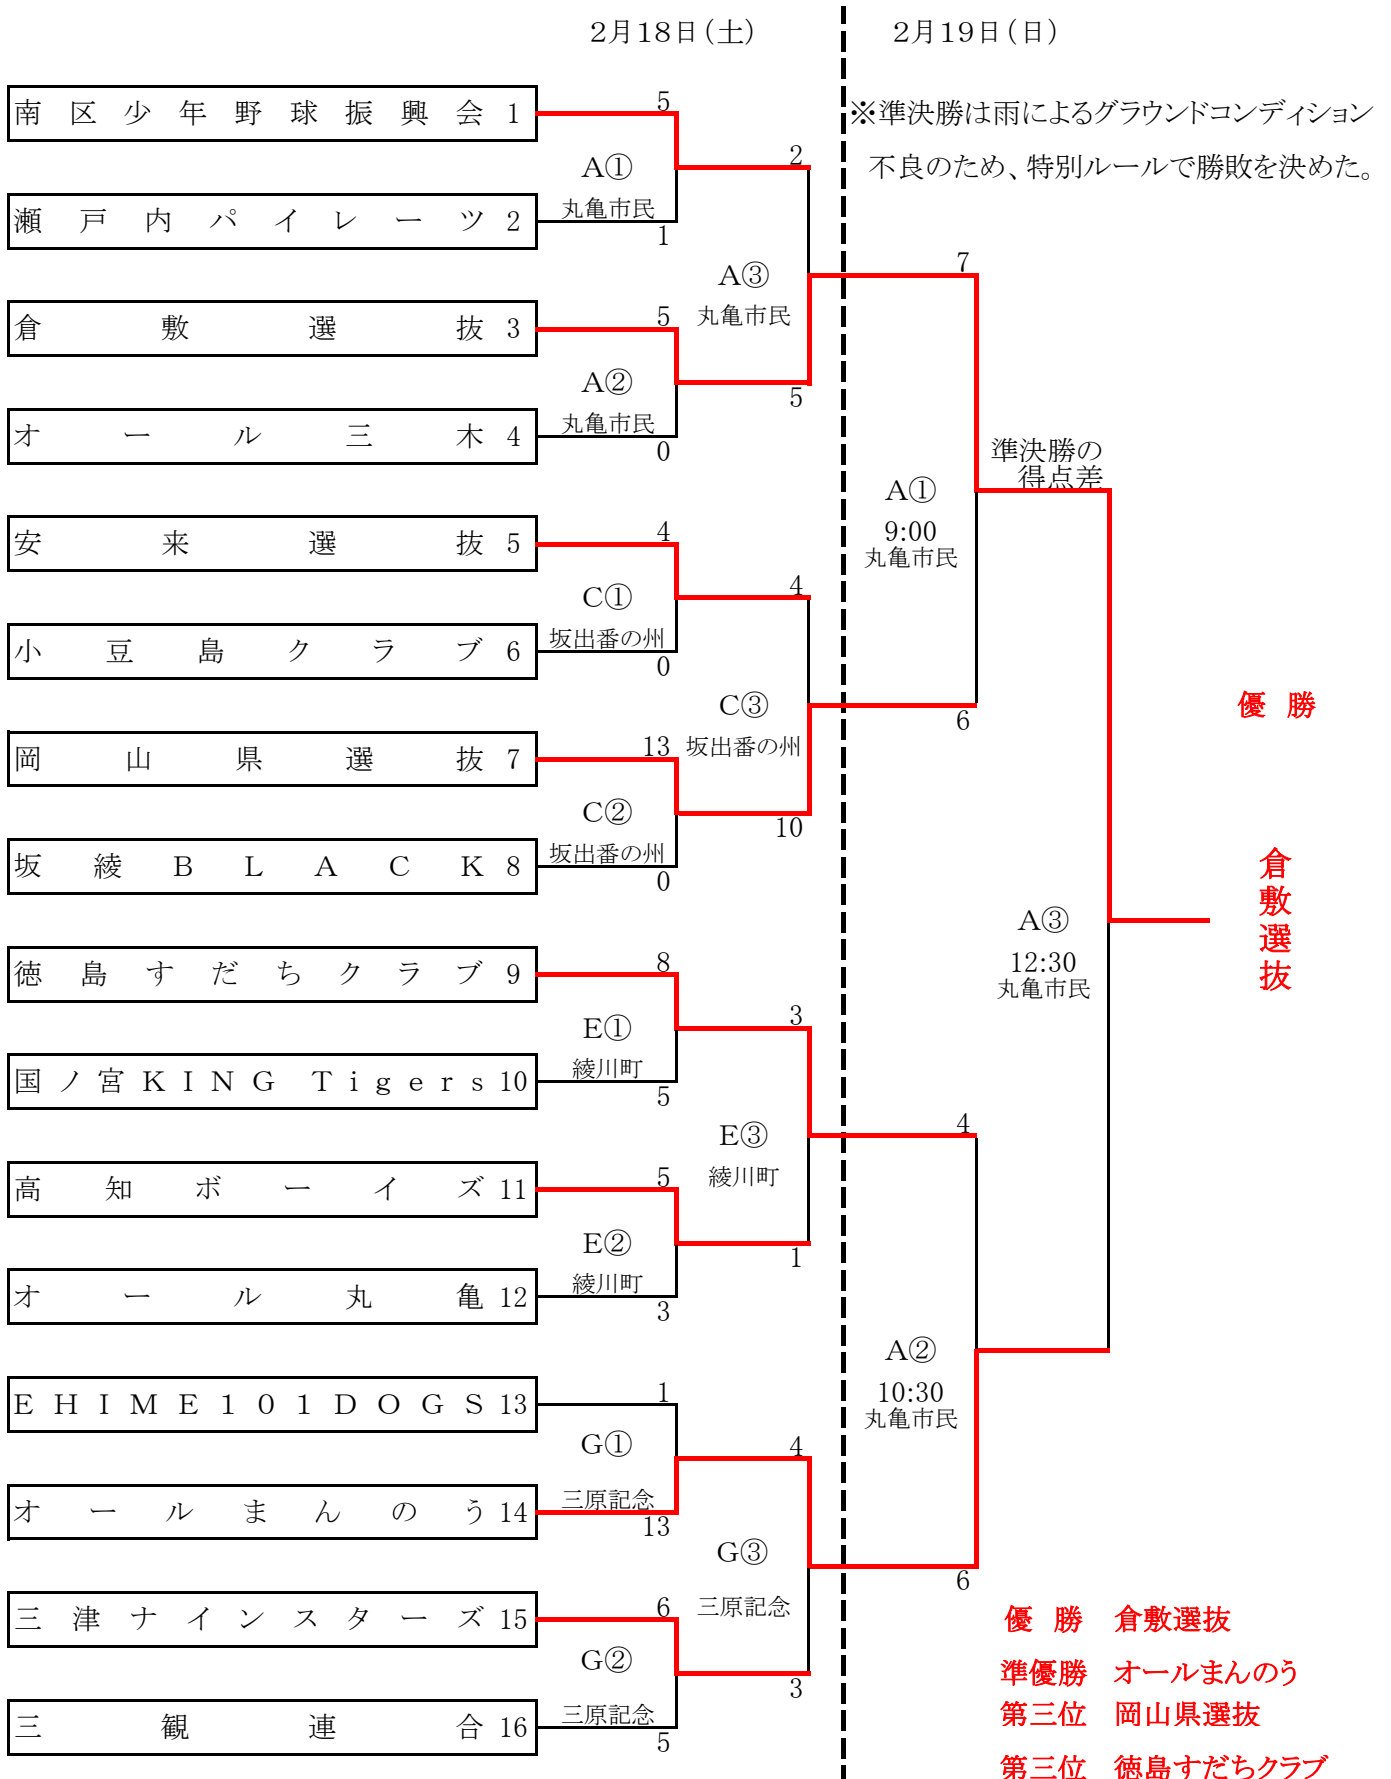 2月18日(土)
2月19日(日)
※準決勝は雨によるグラウンドコンディション
不良のため、特別ルールで勝敗を決めた。
南区少年野球振興会 1
5
A①
丸亀市民
2
瀬戸内パイレーツ 2
1
A③
丸亀市民
7
倉敷選抜 3
5
A②
丸亀市民
5
オール三木 4
0
準決勝の
得点差
A①
9:00
丸亀市民
安来選抜 5
4
C①
坂出番の州
4
小豆島クラブ 6
0
C③
坂出番の州
6
岡山県選抜 7
13
C②
坂出番の州
10
坂綾BLACK 8
0
優 勝
倉敷選抜
A③
12:30
丸亀市民
徳島すだちクラブ 9
8
E①
綾川町
3
国ノ宮KING Tigers 10
5
E③
綾川町
4
高知ボーイズ 11
5
E②
綾川町
1
オール丸亀 12
3
A②
10:30
丸亀市民
EHIME101DOGS 13
1
G①
三原記念
4
オールまんのう 14
13
G③
三原記念
6
三津ナインスターズ 15
6
G②
三原記念
3
三観連合 16
5
優 勝 倉敷選抜
準優勝 オールまんのう
第三位 岡山県選抜
第三位 徳島すだちクラブ